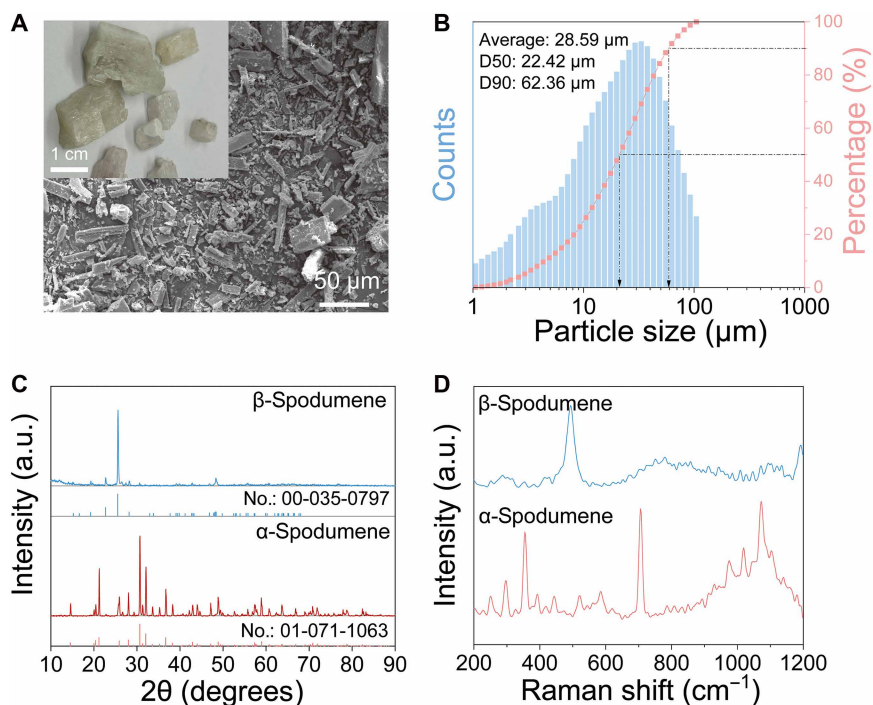 A
1 cm
50 µm
B
Average: 28.59 µm
D50: 22.42 µm
D90: 62.36 µm
Counts
Percentage (%)
100
80
60
40
20
0
1 10 100 1000
Particle size (µm)
C
β-Spodumene
No.: 00-035-0797
α-Spodumene
No.: 01-071-1063
Intensity (a.u.)
10 20 30 40 50 60 70 80 90
2θ (degrees)
D
β-Spodumene
α-Spodumene
Intensity (a.u.)
200 400 600 800 1000 1200
Raman shift (cm⁻¹)